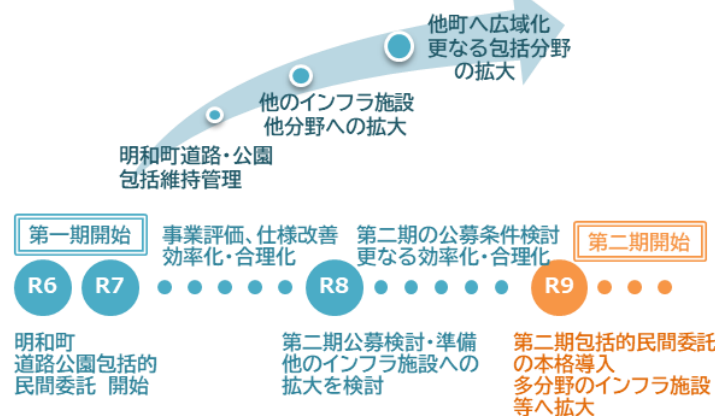 他町へ広域化
更なる包括分野
の拡大
他のインフラ施設
他分野への拡大
明和町道路・公園
包括維持管理
第一期開始
事業評価、仕様改善
効率化・合理化
第二期の公募条件検討
更なる効率化・合理化
第二期開始
R6
R7
R8
R9
明和町
道路公園包括的
民間委託 開始
第二期公募検討・準備
他のインフラ施設への
拡大を検討
第二期包括的民間委託
の本格導入
多分野のインフラ施設
等へ拡大